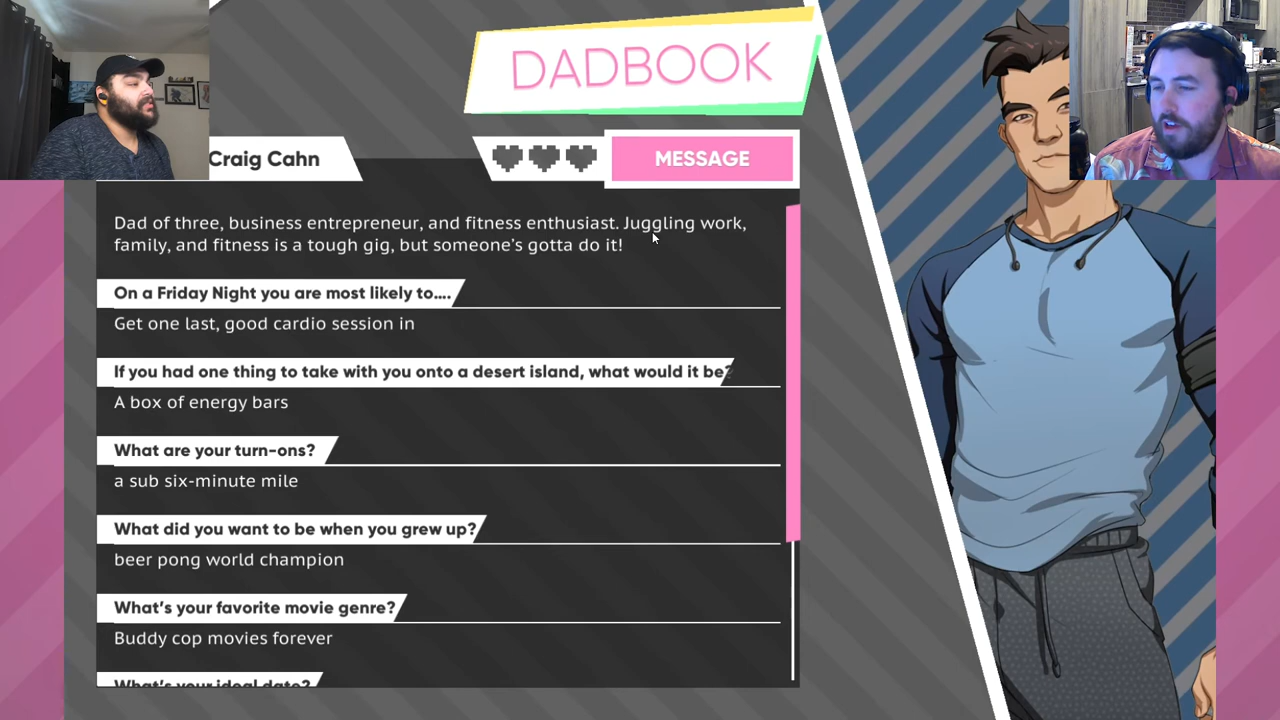 DADBOOK
Craig Cahn
MESSAGE
Dad of three, business entrepreneur, and fitness enthusiast. Juggling work,
family, and fitness is a tough gig, but someone's gotta do it!
On a Friday Night you are most likely to....
Get one last, good cardio session in
If you had one thing to take with you onto a desert island, what would it be?
A box of energy bars
What are your turn-ons?
a sub six-minute mile
What did you want to be when you grew up?
beer pong world champion
What's your favorite movie genre?
Buddy cop movies forever
What's your ideal date?